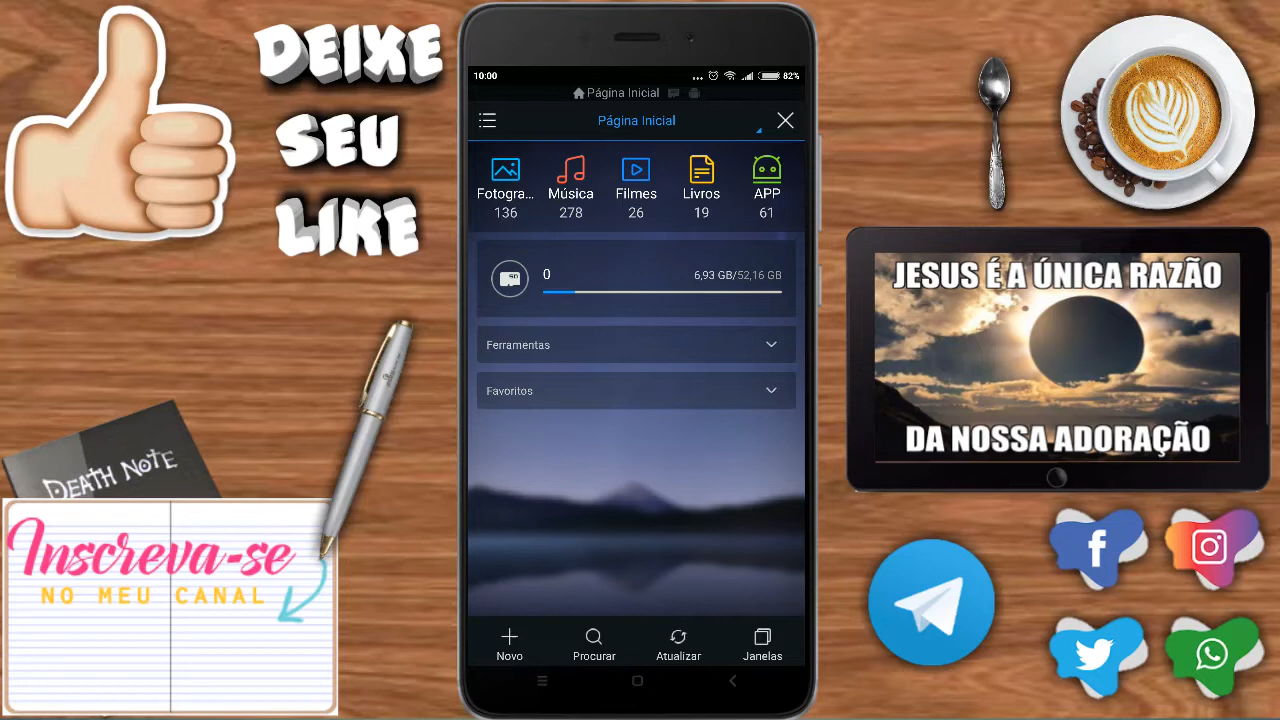 DEIXE
SEU
LIKE
10:00
82%
Página Inicial
Página Inicial
Fotogra... Música Filmes Livros APP
136 278 26 19 61
SD
0 6,93 GB/52,16 GB
Ferramentas
Favoritos
Novo Procurar Atualizar Janelas
JESUS É A ÚNICA RAZÃO
DA NOSSA ADORAÇÃO
DEATH NOTE
Inscreva-se
NO MEU CANAL